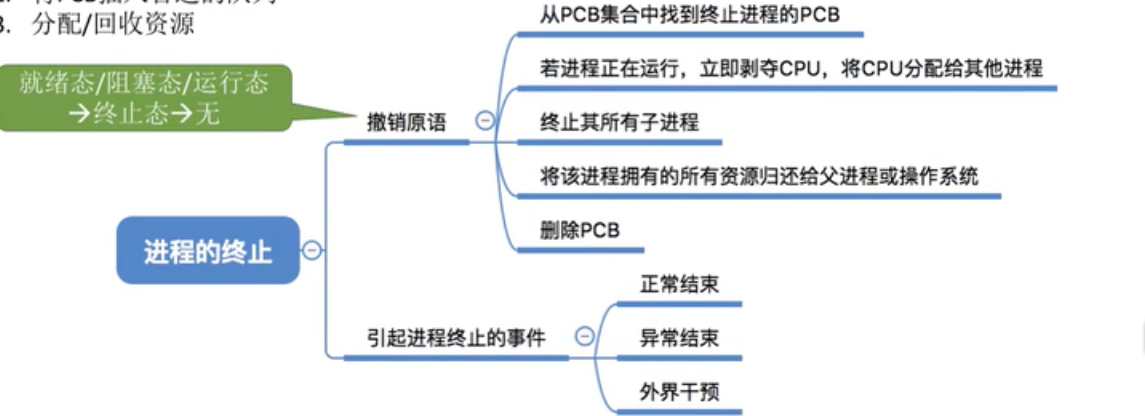 3. 分配/回收资源
就绪态/阻塞态/运行态
→终止态→无
进程的终止
撤销原语
从PCB集合中找到终止进程的PCB
若进程正在运行，立即剥夺CPU，将CPU分配给其他进程
终止其所有子进程
将该进程拥有的所有资源归还给父进程或操作系统
删除PCB
引起进程终止的事件
正常结束
异常结束
外界干预